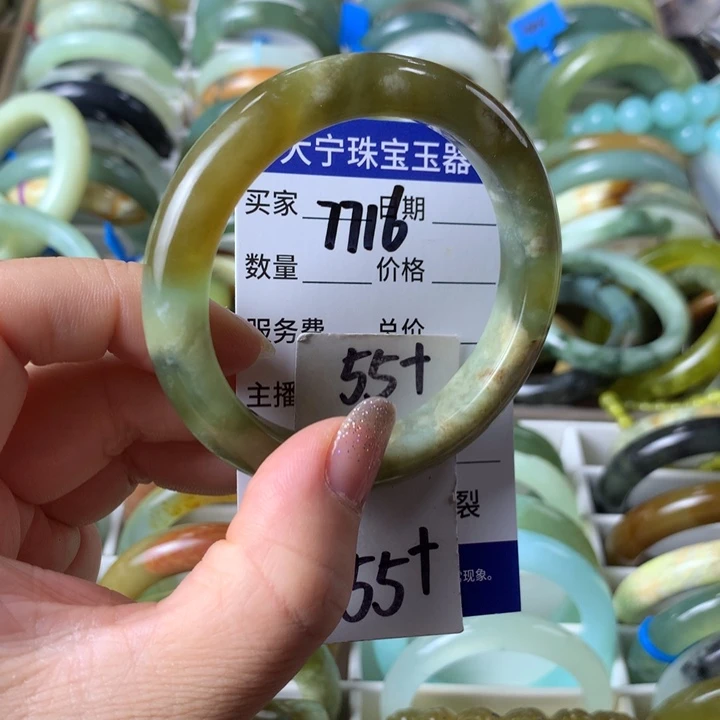 大宁珠宝玉器
买家 7716 日期
数量 价格
服务费 总价
主播
55+
裂
55+
现象。